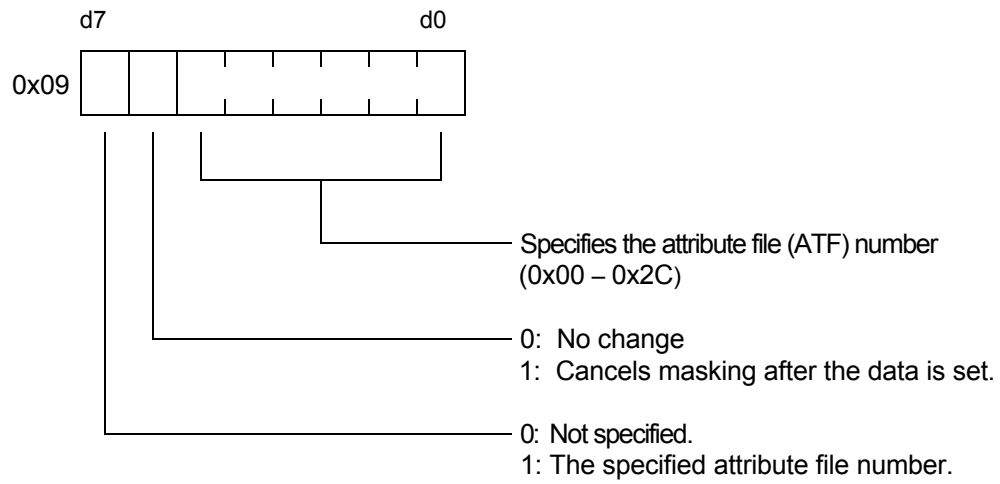 d7 d0
0x09
Specifies the attribute file (ATF) number
(0x00 – 0x2C)
0: No change
1: Cancels masking after the data is set.
0: Not specified.
1: The specified attribute file number.